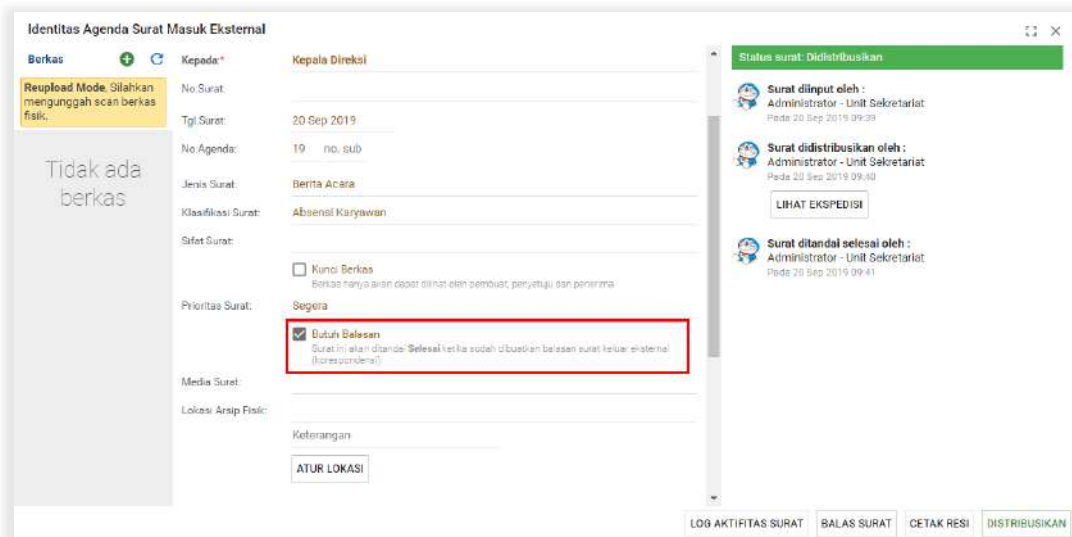 Identitas Agenda Surat Masuk Eksternal
Berkas
Reupload Mode, Silahkan
mengunggah scan berkas
fisik.
Tidak ada
berkas
Kepada:*
Kepala Direksi
No.Surat:
Tgl.Surat:
20 Sep 2019
No.Agenda:
19 no. sub
Jenis Surat:
Berita Acara
Klasifikasi Surat:
Absensi Karyawan
Sifat Surat:
Kunci Berkas
Berkas hanya akan dapat dilihat oleh pembuat, penyetuju dan penerima
Prioritas Surat:
Segera
Butuh Balasan
Surat ini akan ditandai Selesai ketika sudah dibuatkan balasan surat keluar eksternal
(korespondensi)
Media Surat:
Lokasi Arsip Fisik:
Keterangan
ATUR LOKASI
Status surat: Didistribusikan
Surat diinput oleh :
Administrator - Unit Sekretariat
Pada 20 Sep 2019 09:39
Surat didistribusikan oleh :
Administrator - Unit Sekretariat
Pada 20 Sep 2019 09:40
LIHAT EKSPEDISI
Surat ditandai selesai oleh :
Administrator - Unit Sekretariat
Pada 20 Sep 2019 09:41
LOG AKTIFITAS SURAT
BALAS SURAT
CETAK RESI
DISTRIBUSIKAN